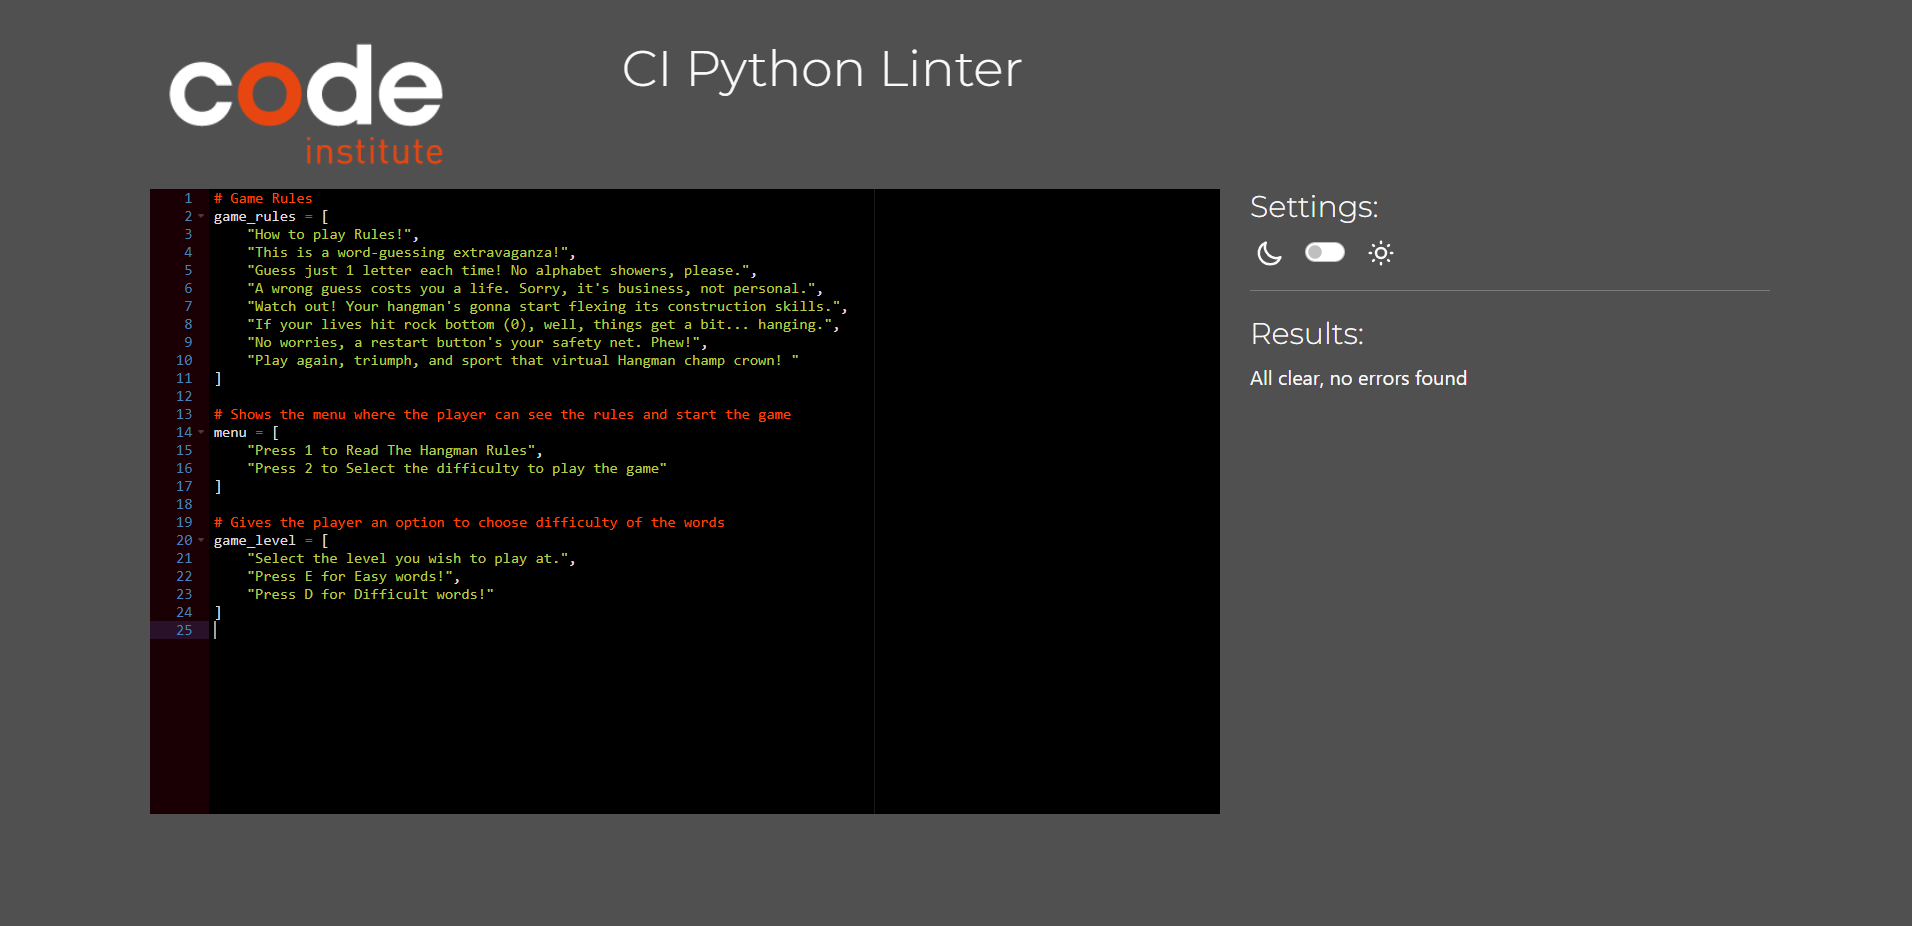 code
institute
CI Python Linter
1 # Game Rules
2 game_rules = [
3 "How to play Rules!",
4 "This is a word-guessing extravaganza!",
5 "Guess just 1 letter each time! No alphabet showers, please.",
6 "A wrong guess costs you a life. Sorry, it's business, not personal.",
7 "Watch out! Your hangman's gonna start flexing its construction skills.",
8 "If your lives hit rock bottom (0), well, things get a bit... hanging.",
9 "No worries, a restart button's your safety net. Phew!",
10 "Play again, triumph, and sport that virtual Hangman champ crown! "
11 ]
12
13 # Shows the menu where the player can see the rules and start the game
14 menu = [
15 "Press 1 to Read The Hangman Rules",
16 "Press 2 to Select the difficulty to play the game"
17 ]
18
19 # Gives the player an option to choose difficulty of the words
20 game_level = [
21 "Select the level you wish to play at.",
22 "Press E for Easy words!",
23 "Press D for Difficult words!"
24 ]
25
Settings:
Results:
All clear, no errors found